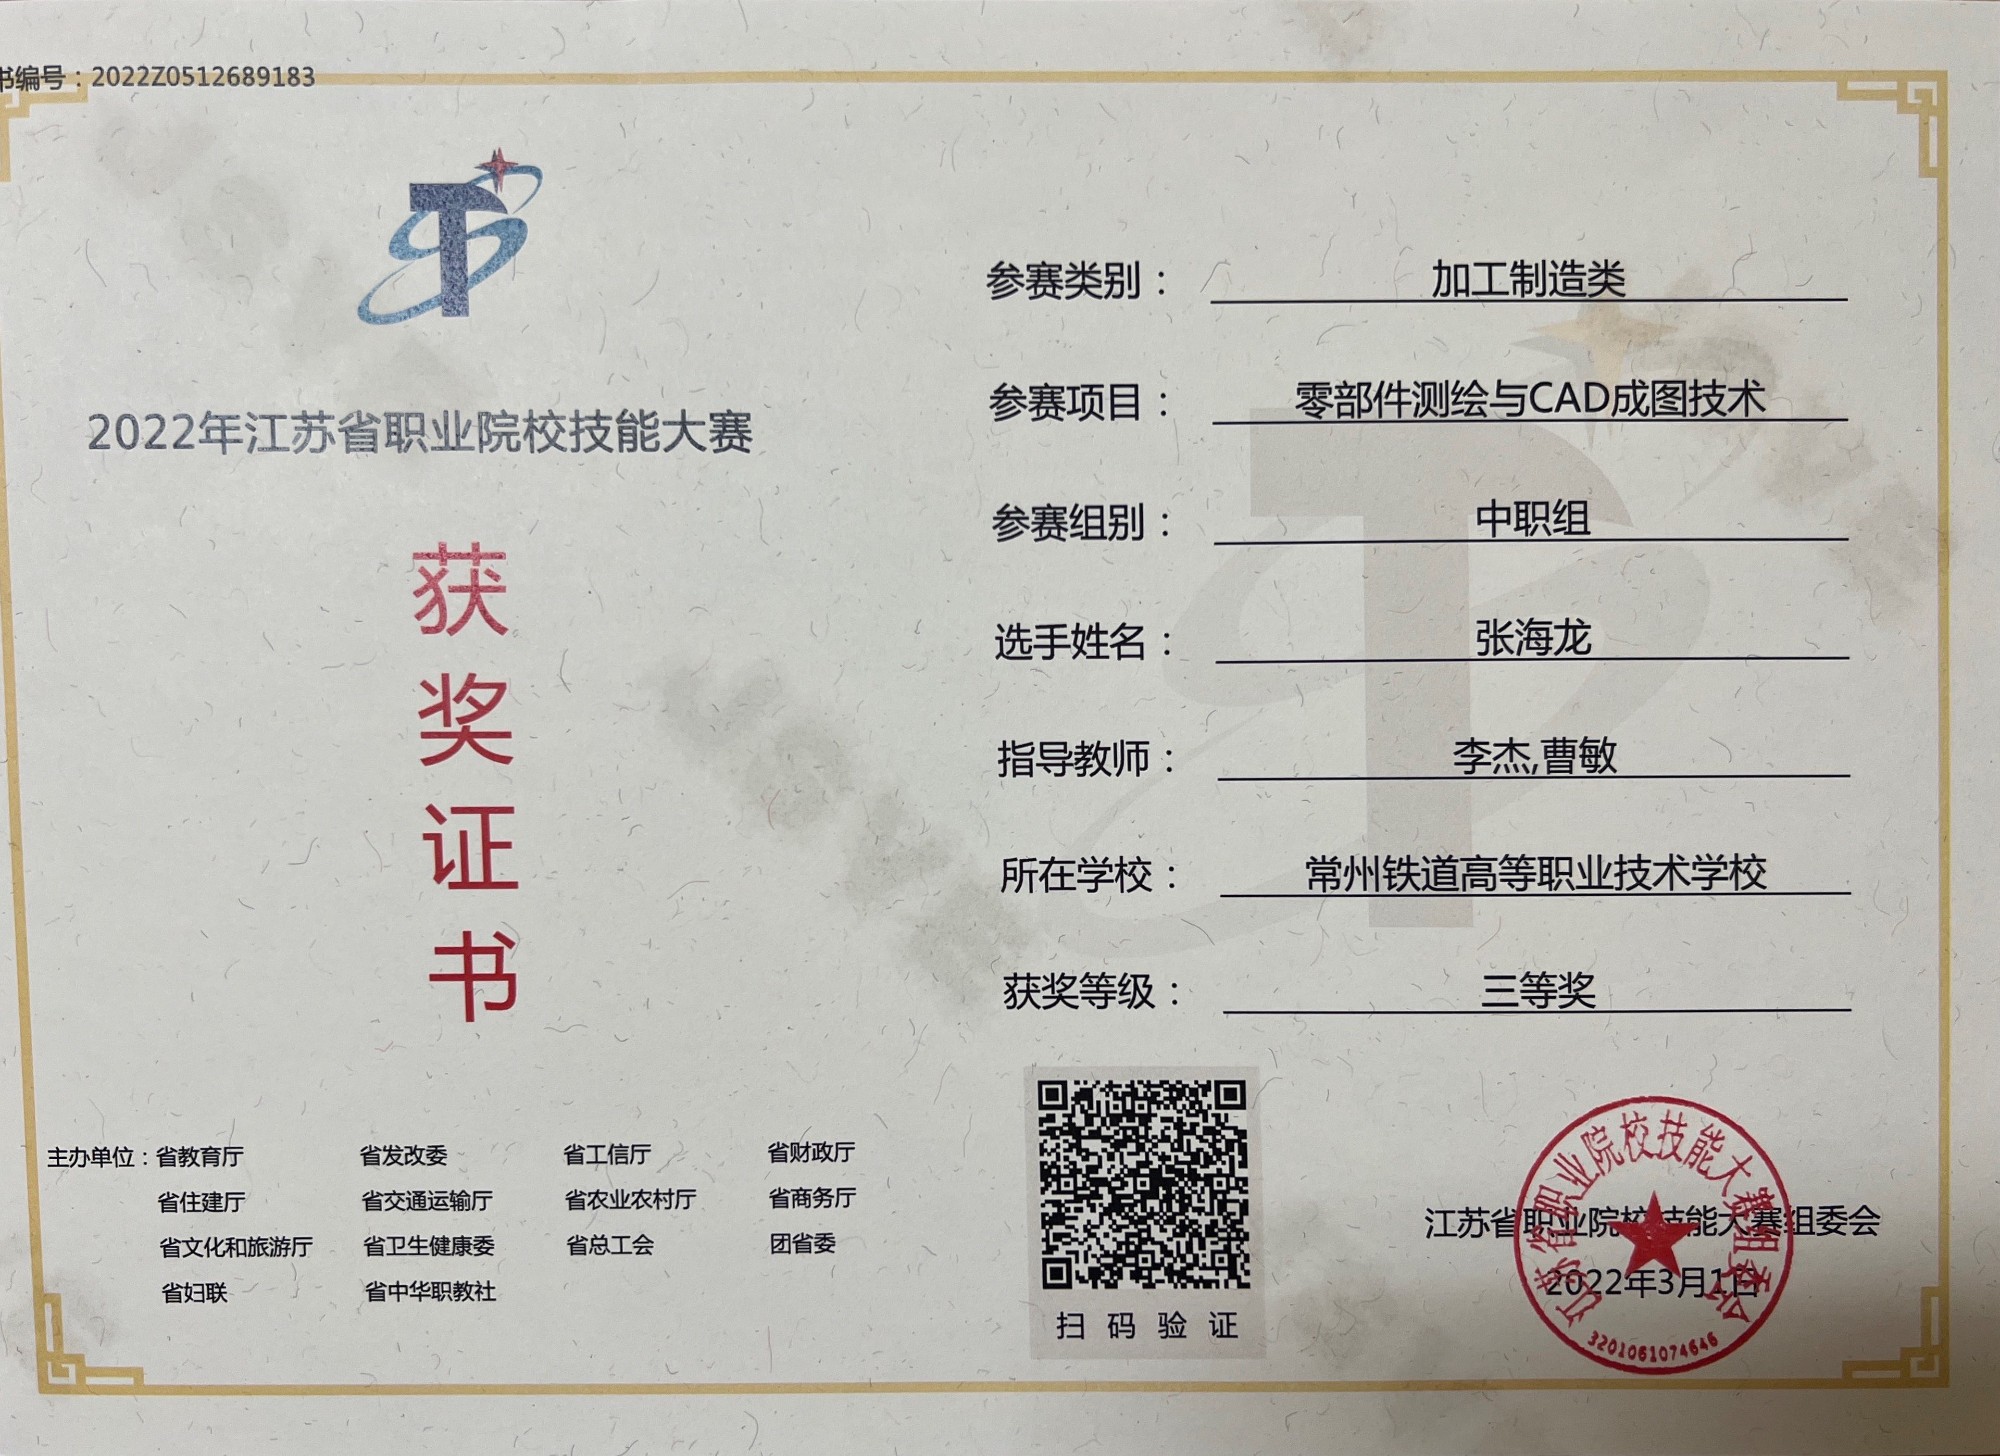 书编号：2022Z0512689183
2022年江苏省职业院校技能大赛
获
奖
证
书
参赛类别： 加工制造类
参赛项目： 零部件测绘与CAD成图技术
参赛组别： 中职组
选手姓名： 张海龙
指导教师： 李杰,曹敏
所在学校： 常州铁道高等职业技术学校
获奖等级： 三等奖
主办单位：省教育厅 省发改委 省工信厅 省财政厅
省住建厅 省交通运输厅 省农业农村厅 省商务厅
省文化和旅游厅 省卫生健康委 省总工会 团省委
省妇联 省中华职教社
扫码验证
江苏省职业院校技能大赛组委会
2022年3月1日
江苏省职业院校技能大赛组委会
3201061074646